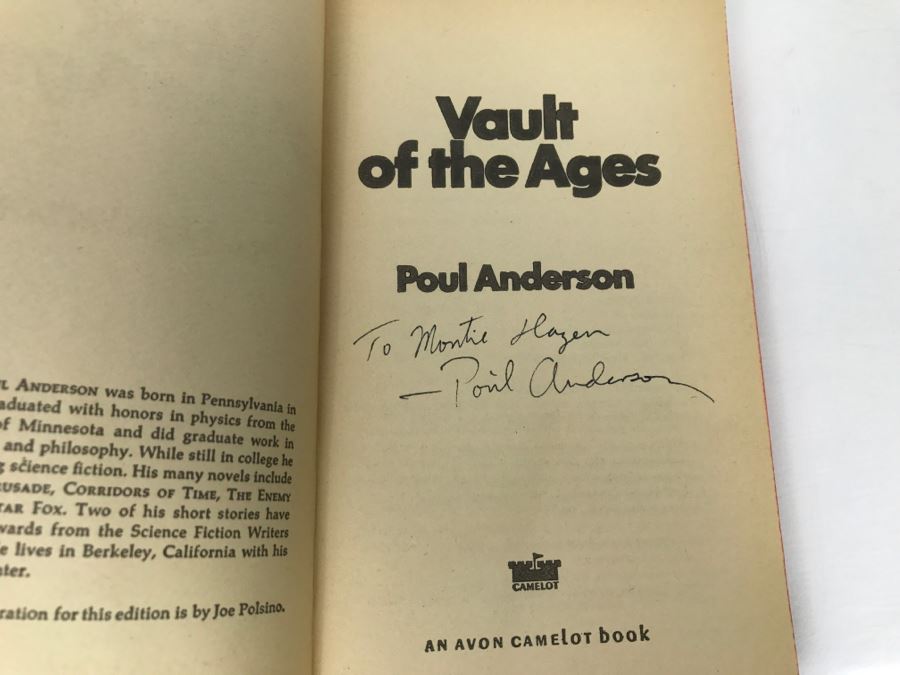 UL ANDERSON was born in Pennsylvania in
aduated with honors in physics from the
of Minnesota and did graduate work in
and philosophy. While still in college he
g science fiction. His many novels include
RUSADE, CORRIDORS OF TIME, THE ENEMY
TAR FOX. Two of his short stories have
wards from the Science Fiction Writers
e lives in Berkeley, California with his
ter.
ration for this edition is by Joe Polsino.
Vault
of the Ages
Poul Anderson
To Montie Hagen
— Poul Anderson
CAMELOT
AN AVON CAMELOT book